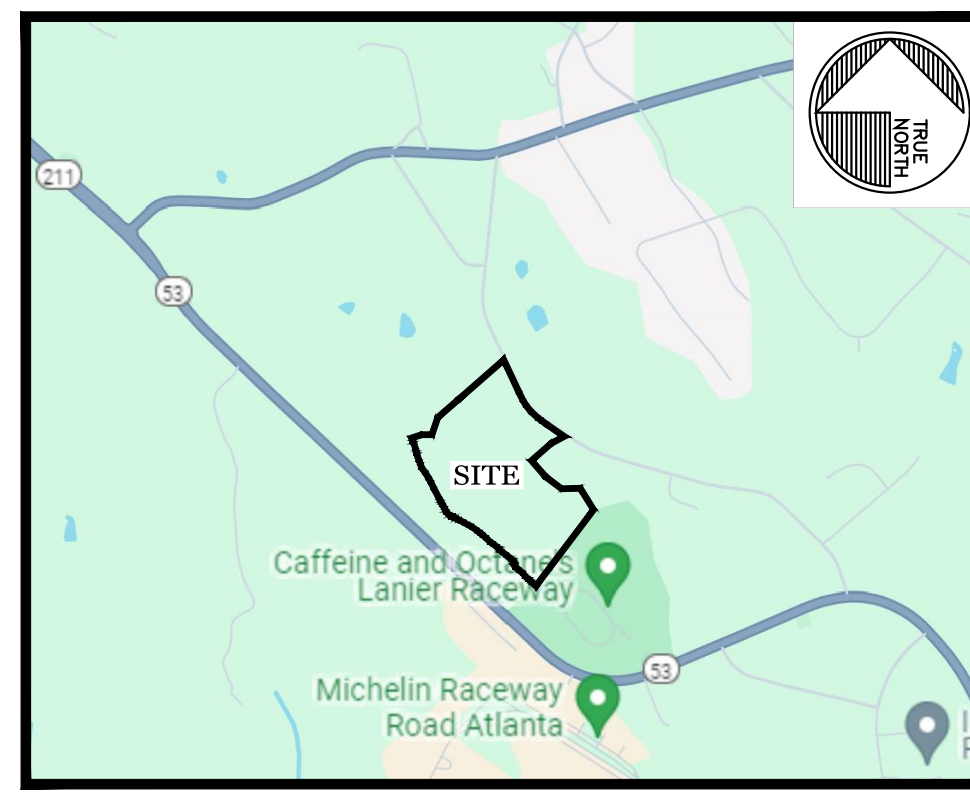 TRUE
NORTH
211
53
SITE
Caffeine and Octane's
Lanier Raceway
53
Michelin Raceway
Road Atlanta